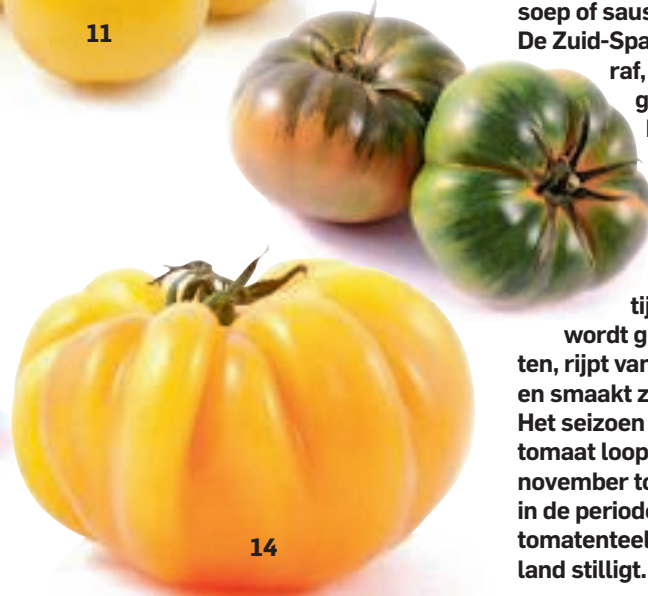 11
14
soep of saus
De Zuid-Spa
raf,
g
tij
wordt g
ten, rijpt van
en smaakt z
Het seizoen
tomaat loop
november to
in de periode
tomatenteel
land stilligt.